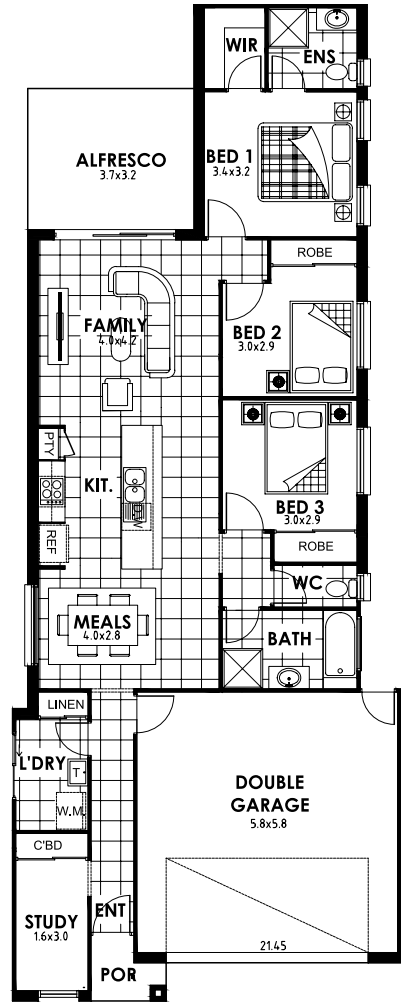 WIR
ENS
ALFRESCO
3.7x3.2
BED 1
3.4x3.2
ROBE
FAMILY
4.0x4.2
BED 2
3.0x2.9
PTY
KIT.
DW
REF
BED 3
3.0x2.9
ROBE
WC
MEALS
4.0x2.8
BATH
LINEN
L'DRY
T
W.M.
DOUBLE
GARAGE
5.8x5.8
C'BD
STUDY
1.6x3.0
ENT
21.45
POR